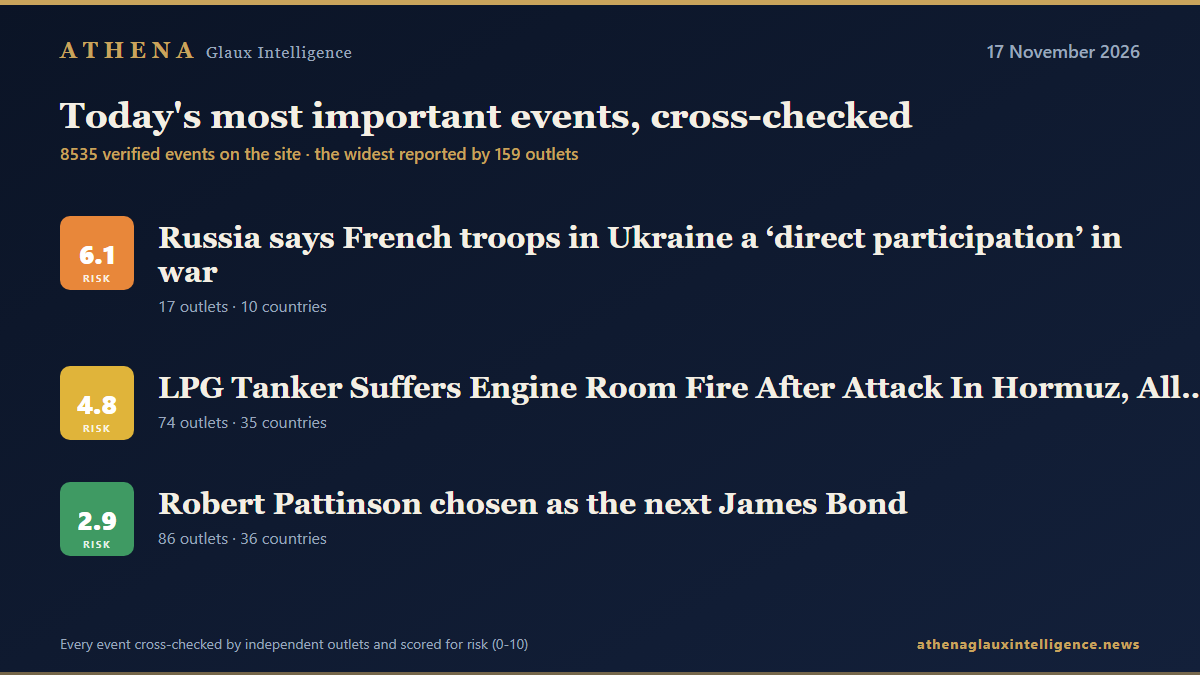 ATHENA Glaux Intelligence
17 November 2026
Today's most important events, cross-checked
8535 verified events on the site · the widest reported by 159 outlets
6.1
RISK
Russia says French troops in Ukraine a ‘direct participation’ in
war
17 outlets · 10 countries
4.8
RISK
LPG Tanker Suffers Engine Room Fire After Attack In Hormuz, All..
74 outlets · 35 countries
2.9
RISK
Robert Pattinson chosen as the next James Bond
86 outlets · 36 countries
Every event cross-checked by independent outlets and scored for risk (0-10)
athenaglauxintelligence.news